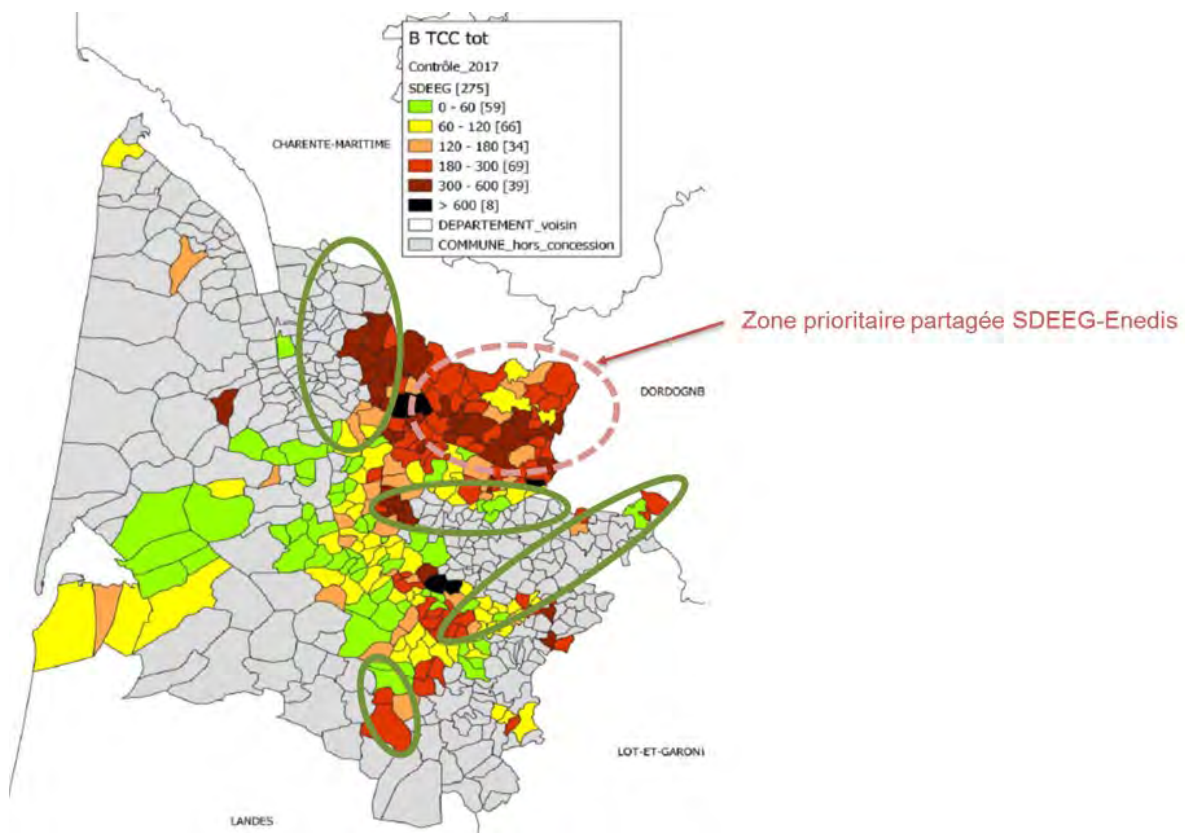 B TCC tot
Contrôle_2017
SDEEG [275]
0 - 60 [59]
60 - 120 [66]
120 - 180 [34]
180 - 300 [69]
300 - 600 [39]
> 600 [8]
DEPARTEMENT_voisin
COMMUNE_hors_concession
CHARENTE-MARITIME
Zone prioritaire partagée SDEEG-Enedis
DORDOGNE
LOT-ET-GARON
LANDES